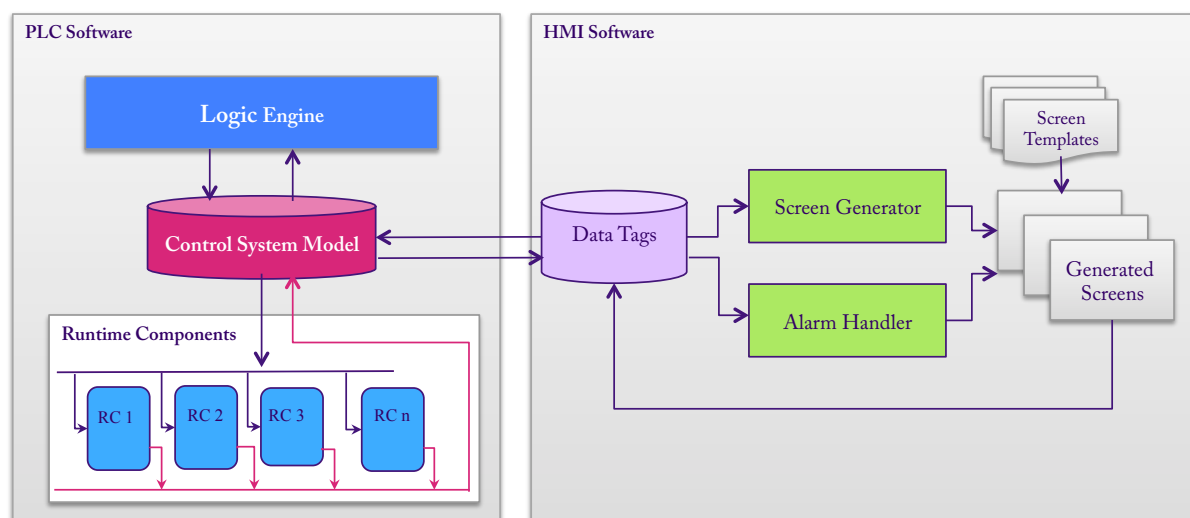 PLC Software
Logic Engine
Control System Model
Runtime Components
RC 1
RC 2
RC 3
RC n
HMI Software
Data Tags
Screen Generator
Alarm Handler
Screen
Templates
Generated
Screens